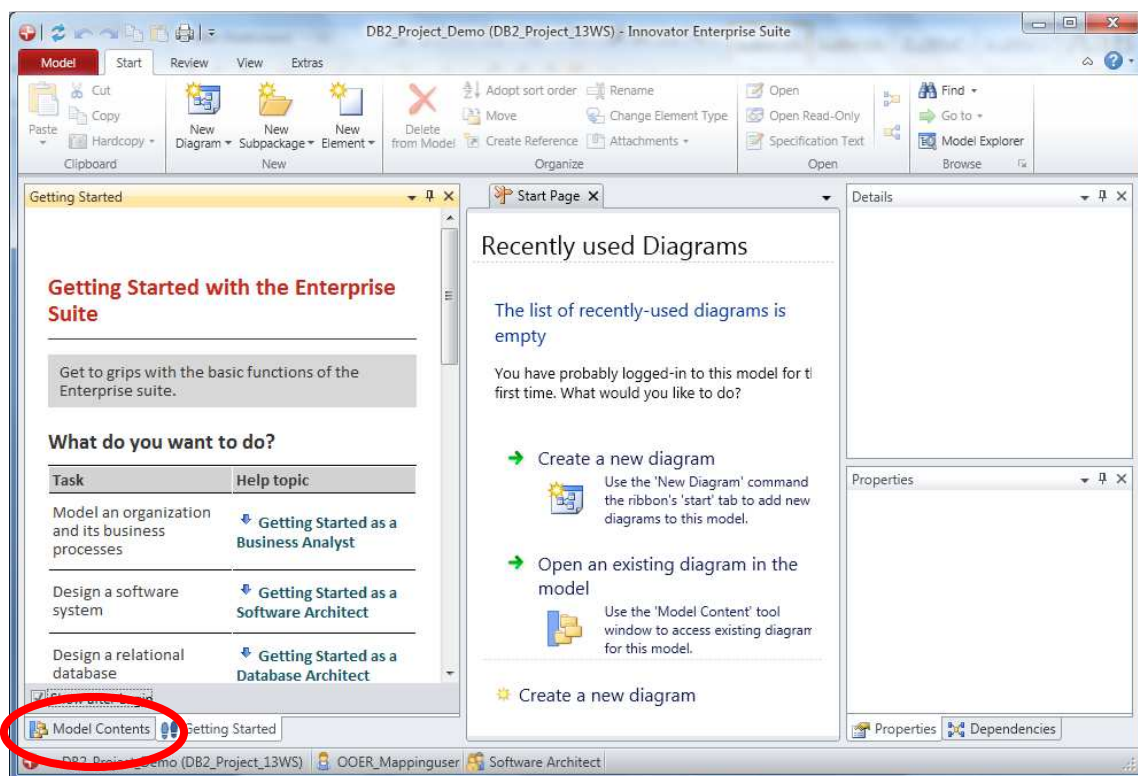 DB2_Project_Demo (DB2_Project_13WS) - Innovator Enterprise Suite
Model Start Review View Extras
Cut
Copy
Hardcopy
Paste
Clipboard
New Diagram
New Subpackage
New Element
New
Delete from Model
Adopt sort order
Move
Create Reference
Rename
Change Element Type
Attachments
Organize
Open
Open Read-Only
Specification Text
Open
Find
Go to
Model Explorer
Browse
Getting Started
Getting Started with the Enterprise
Suite
Get to grips with the basic functions of the
Enterprise suite.
What do you want to do?
Task Help topic
Model an organization
and its business
processes
Getting Started as a
Business Analyst
Design a software
system
Getting Started as a
Software Architect
Design a relational
database
Getting Started as a
Database Architect
Show after Login
Model Contents Getting Started
Start Page
Recently used Diagrams
The list of recently-used diagrams is
empty
You have probably logged-in to this model for
first time. What would you like to do?
Create a new diagram
Use the 'New Diagram' command
the ribbon's 'start' tab to add new
diagrams to this model.
Open an existing diagram in the
model
Use the 'Model Content' tool
window to access existing diagram
for this model.
Create a new diagram
Details
Properties
Properties Dependencies
DB2_Project_Demo (DB2_Project_13WS) OOER_Mappinguser Software Architect